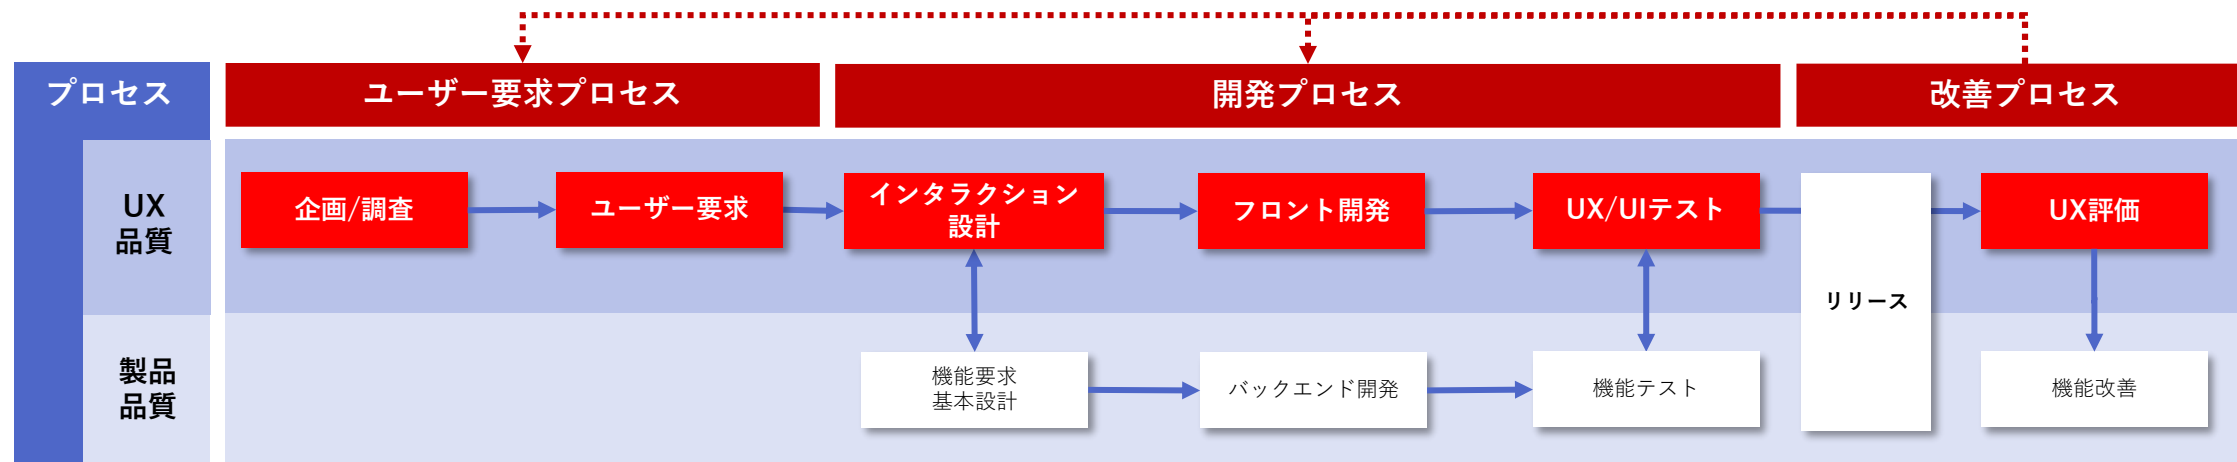 プロセス
ユーザー要求プロセス
開発プロセス
改善プロセス
UX
品質
企画/調査
ユーザー要求
インタラクション
設計
フロント開発
UX/UIテスト
リリース
UX評価
製品
品質
機能要求
基本設計
バックエンド開発
機能テスト
機能改善